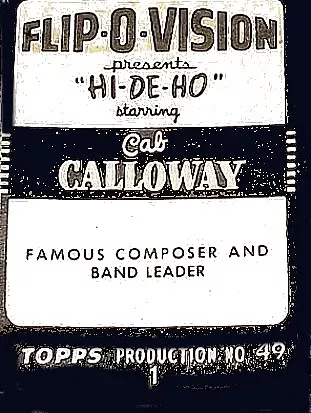 FLIP-O-VISION
presents
"HI-DE-HO"
starring
Cab
CALLOWAY
FAMOUS COMPOSER AND
BAND LEADER
TOPPS PRODUCTION NO 49
1